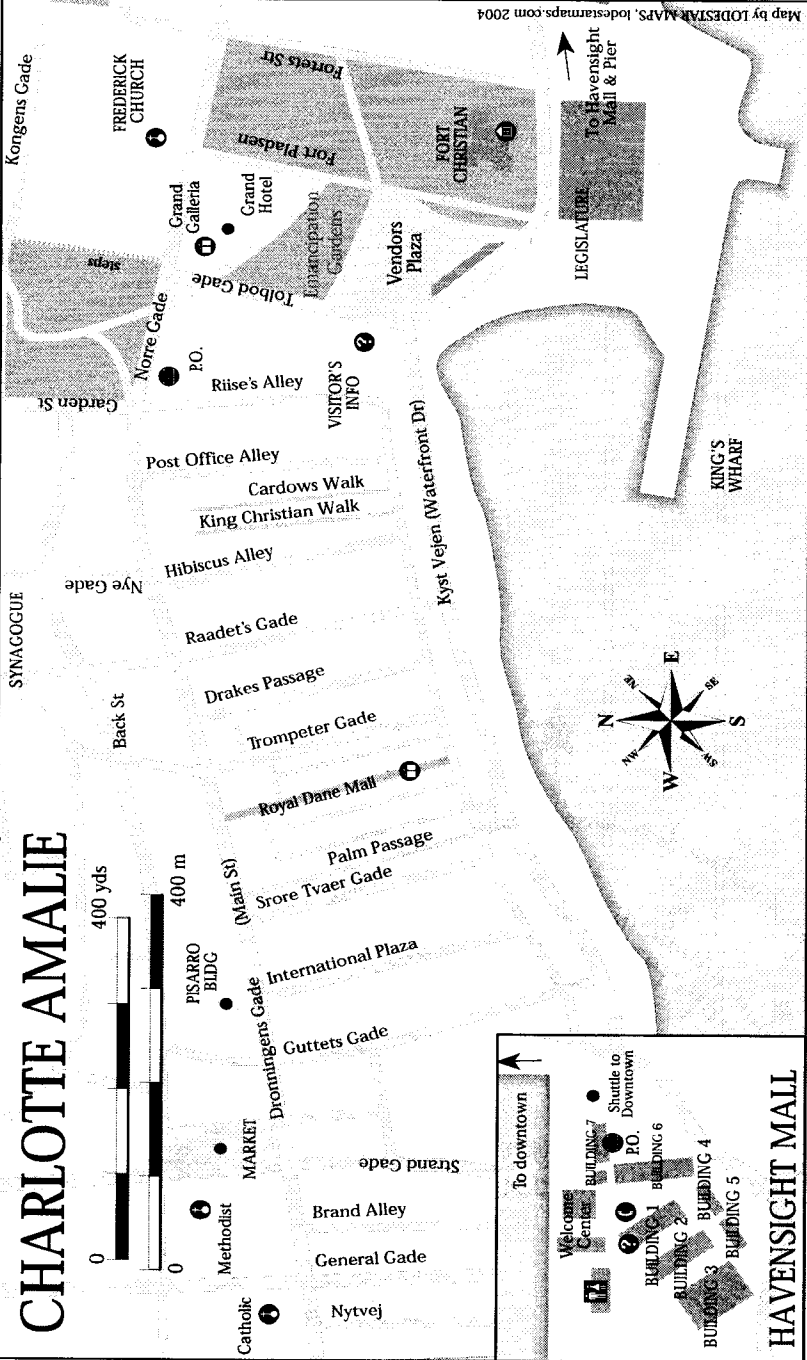 CHARLOTTE AMALIE
0
400 yds
0
400 m
Map by LODESTAR MAPS, lodestarmaps.com 2004
Kongens Gade
FREDERICK
CHURCH
Fortets Str
Fort Pladsen
FORT
CHRISTIAN
To Havensight
Mall & Pier
LEGISLATURE
Grand
Galleria
Grand
Hotel
Emancipation
Gardens
Vendors
Plaza
steps
Tolbod Gade
Norre Gade
P.O.
Garden St
Riise's Alley
VISITOR'S
INFO
?
Post Office Alley
Cardows Walk
King Christian Walk
Hibiscus Alley
Nye Gade
SYNAGOGUE
Raadet's Gade
Drakes Passage
Back St
Trompeter Gade
Royal Dane Mall
Palm Passage
Srore Tvaer Gade
(Main St)
International Plaza
PISARRO
BLDG
Dronningens Gade
Guttets Gade
MARKET
Strand Gade
Methodist
Brand Alley
General Gade
Catholic
Nytvej
Kyst Vejen (Waterfront Dr)
KING'S
WHARF
N
NE
E
SE
S
SW
W
NW
To downtown
Shuttle to
Downtown
BUILDING 7
P.O.
BUILDING 6
Welcome
Center
?
BUILDING 1
BUILDING 2
BUILDING 3
BUILDING 4
BUILDING 5
HAVENSIGHT MALL